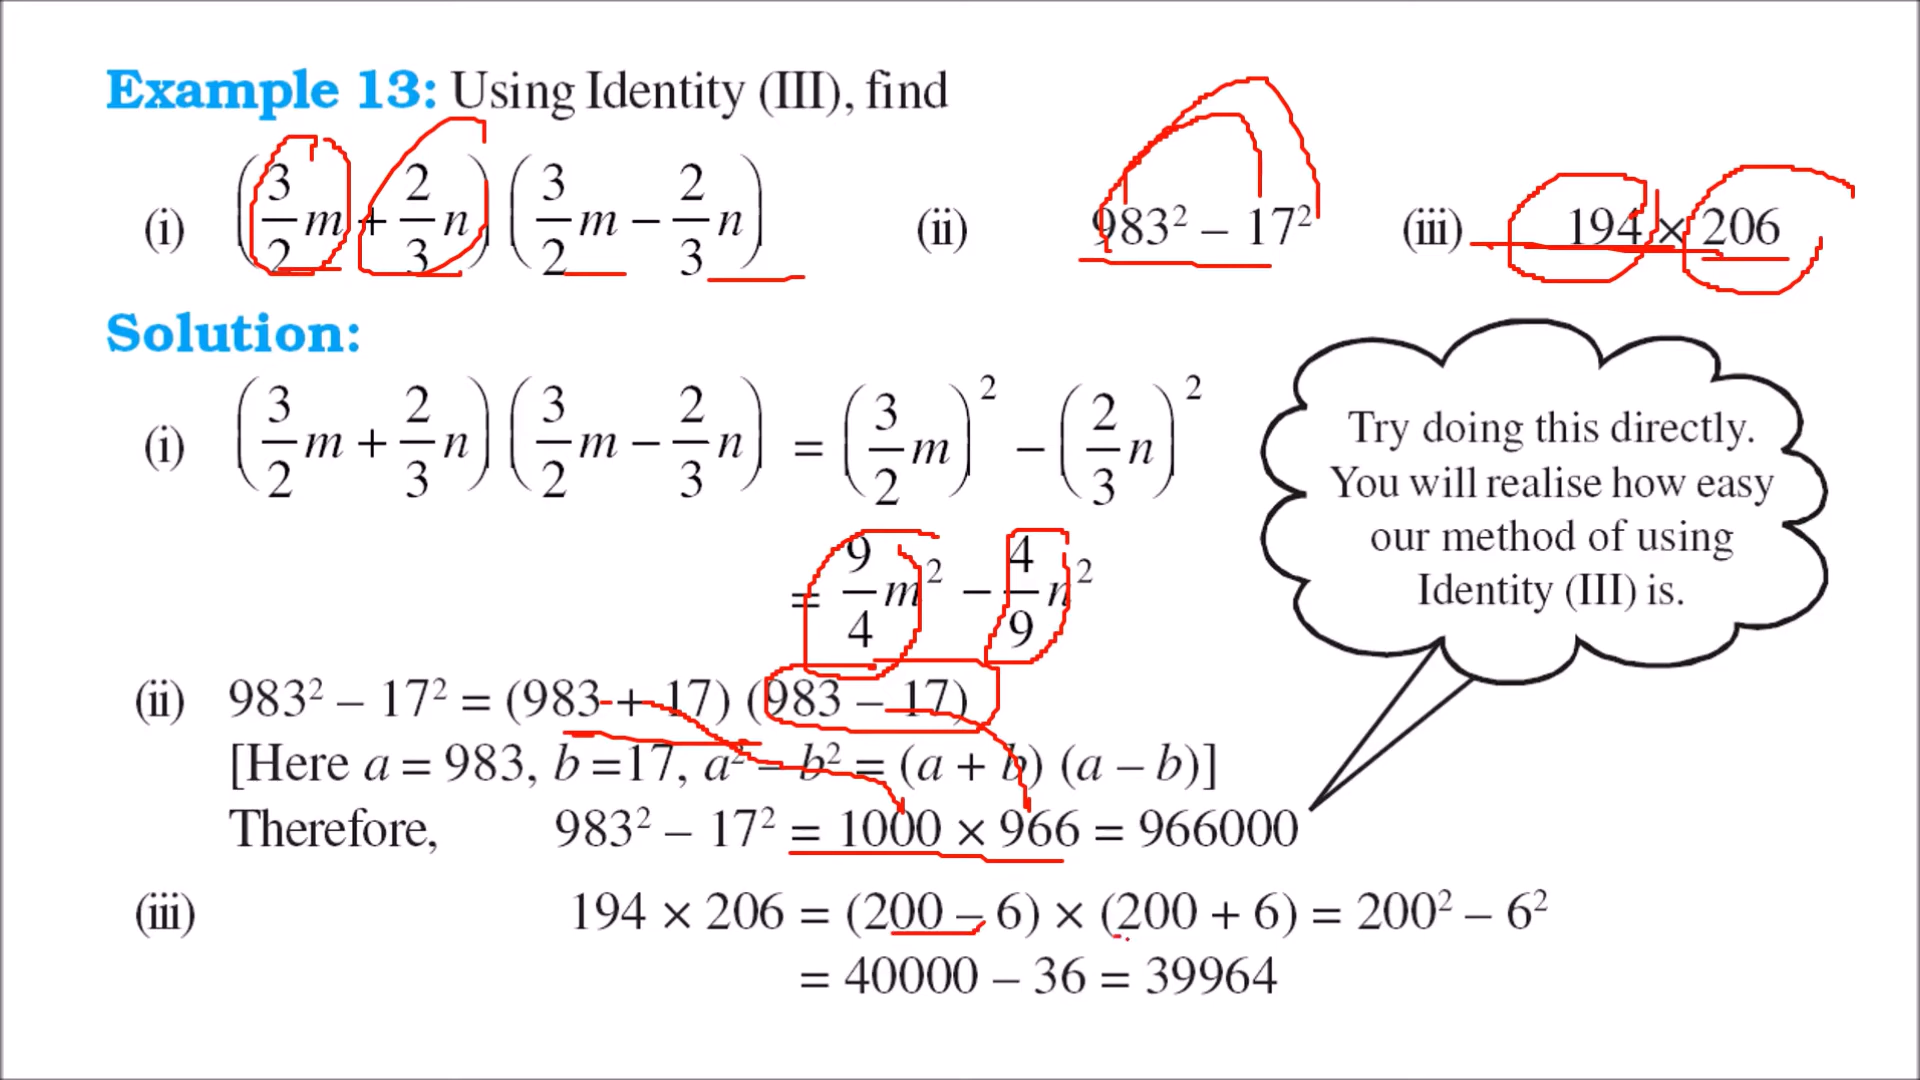 Example 13: Using Identity (III), find
(i) (3/2 m + 2/3 n) (3/2 m − 2/3 n) (ii) 983² – 17² (iii) 194 × 206
Solution:
(i) (3/2 m + 2/3 n) (3/2 m − 2/3 n) = (3/2 m)² − (2/3 n)²
= 9/4 m² − 4/9 n²
Try doing this directly.
You will realise how easy
our method of using
Identity (III) is.
(ii) 983² – 17² = (983 + 17) (983 – 17)
[Here a = 983, b =17, a² – b² = (a + b) (a – b)]
Therefore, 983² – 17² = 1000 × 966 = 966000
(iii) 194 × 206 = (200 – 6) × (200 + 6) = 200² – 6²
= 40000 – 36 = 39964